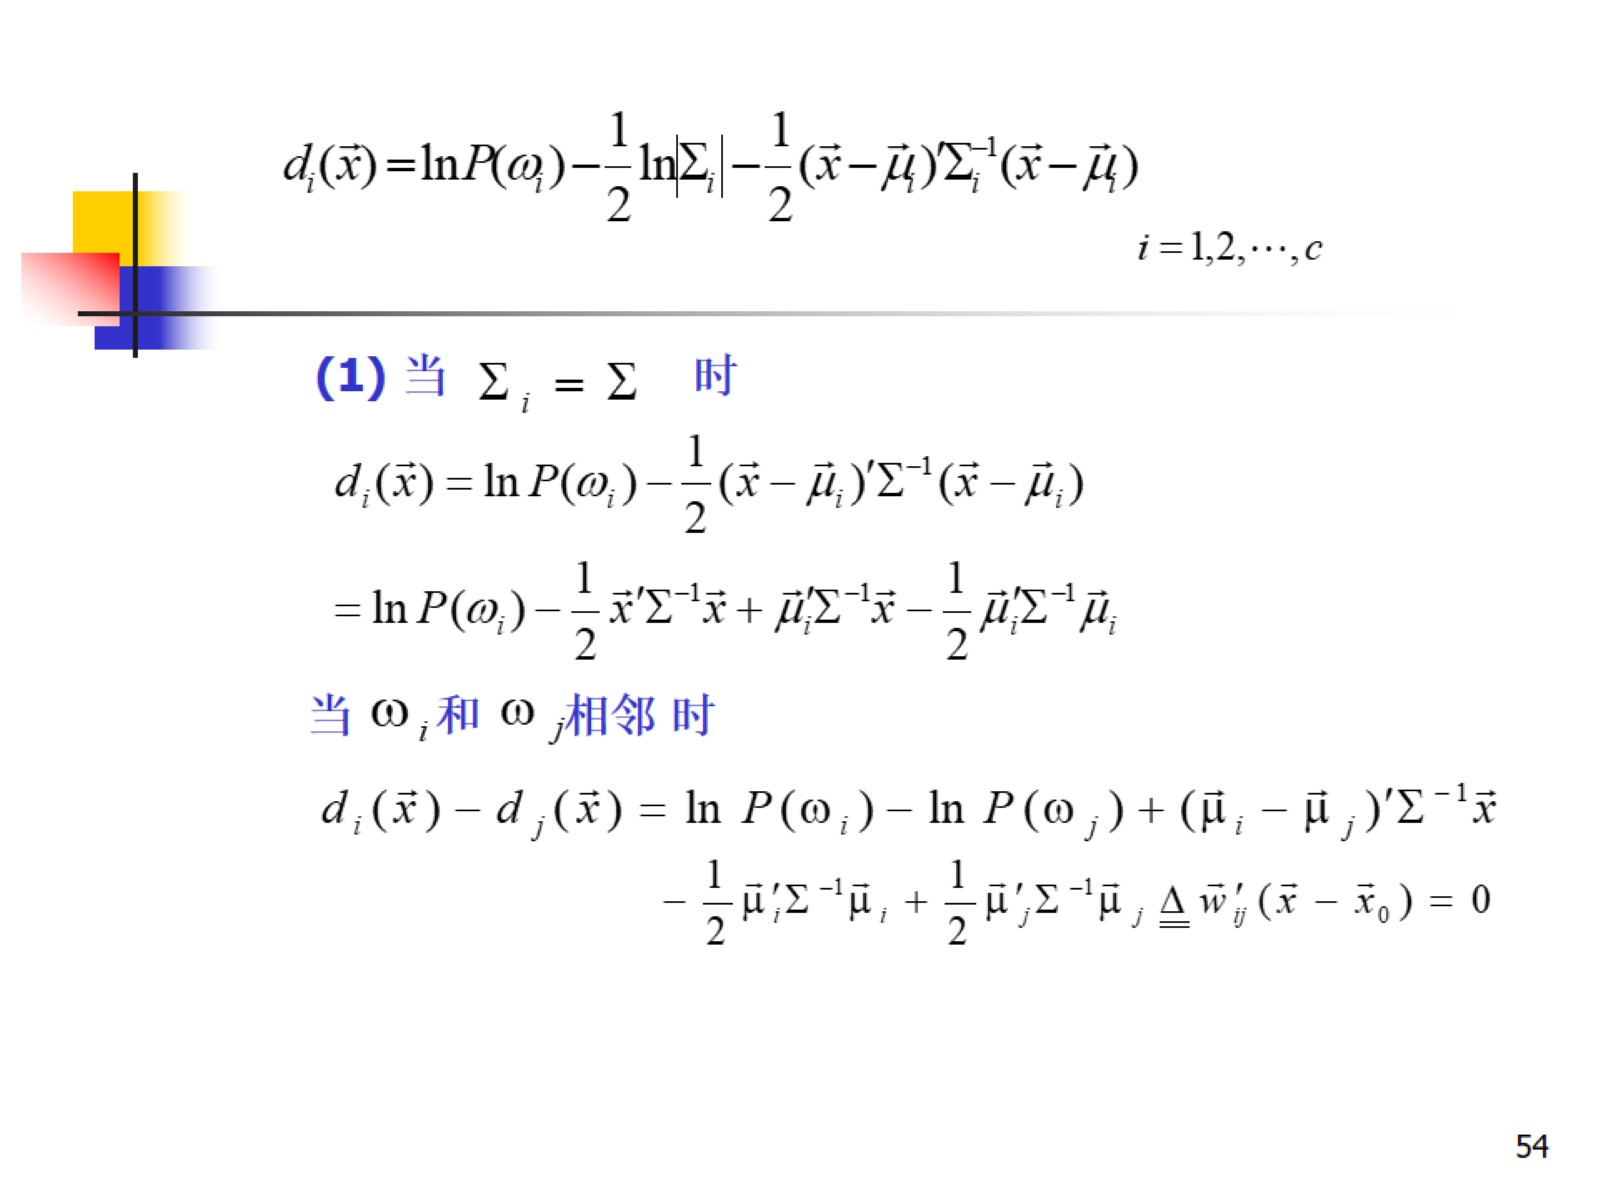 d_i(x⃗) = ln P(ω_i) − 1/2 ln|Σ_i| − 1/2 (x⃗ − μ⃗_i)′Σ_i^{−1}(x⃗ − μ⃗_i)
i = 1,2,⋯,c
(1) 当 Σ_i = Σ 时
d_i(x⃗) = ln P(ω_i) − 1/2 (x⃗ − μ⃗_i)′Σ^{−1}(x⃗ − μ⃗_i)
= ln P(ω_i) − 1/2 x⃗′Σ^{−1}x⃗ + μ⃗_i′Σ^{−1}x⃗ − 1/2 μ⃗_i′Σ^{−1}μ⃗_i
当 ω_i 和 ω_j 相邻 时
d_i(x⃗) − d_j(x⃗) = ln P(ω_i) − ln P(ω_j) + (μ⃗_i − μ⃗_j)′Σ^{−1}x⃗
− 1/2 μ⃗_i′Σ^{−1}μ⃗_i + 1/2 μ⃗_j′Σ^{−1}μ⃗_j ≜ w⃗_ij′(x⃗ − x⃗_0) = 0
54